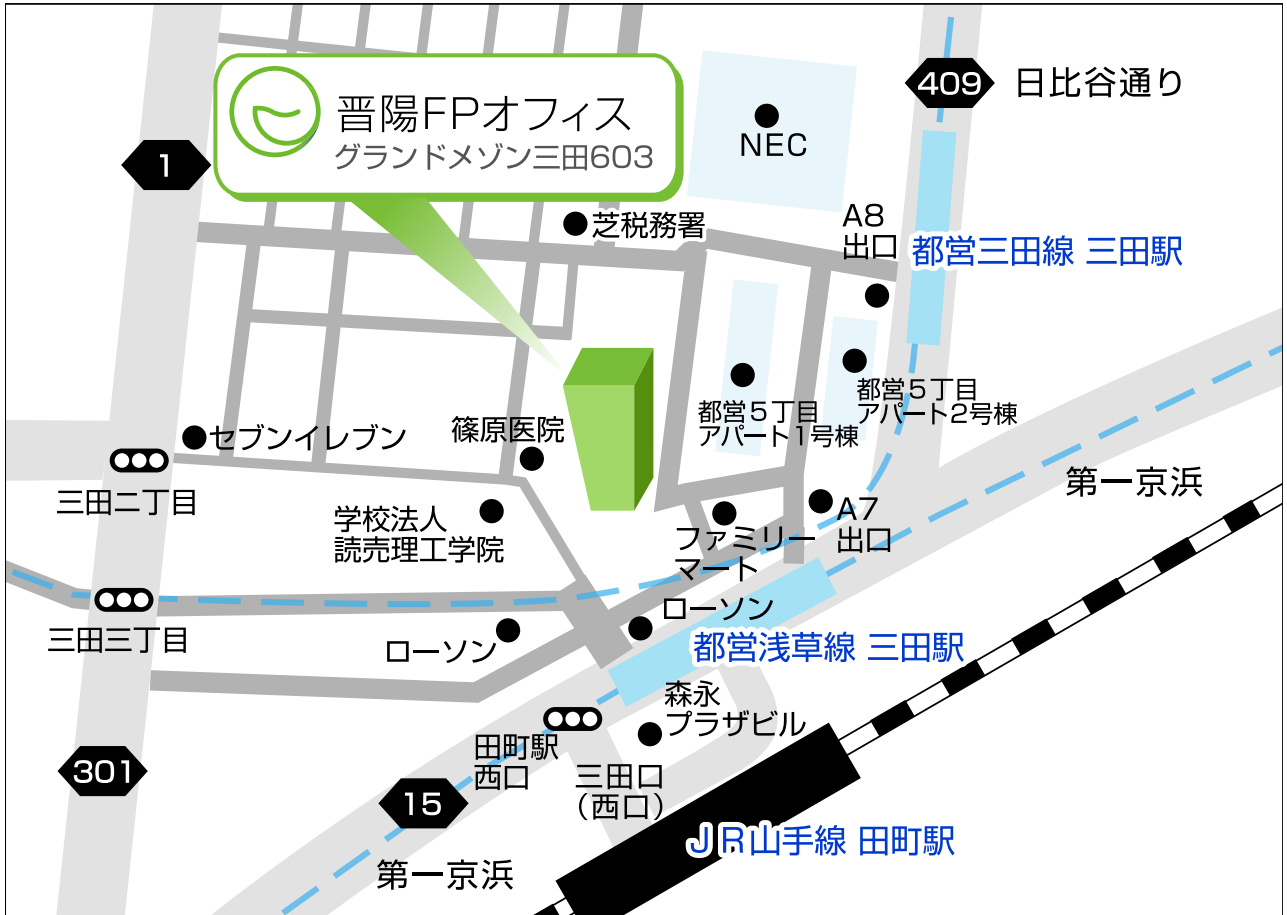 409
日比谷通り
晋陽FPオフィス
グランドメゾン三田603
NEC
1
A8
出口
芝税務署
都営三田線 三田駅
都営5丁目
アパート2号棟
都営5丁目
アパート1号棟
セブンイレブン
篠原医院
三田二丁目
第一京浜
学校法人
読売理工学院
A7
出口
ファミリー
マート
ローソン
三田三丁目
ローソン
都営浅草線 三田駅
森永
プラザビル
田町駅
西口
三田口
（西口）
301
15
JR山手線 田町駅
第一京浜